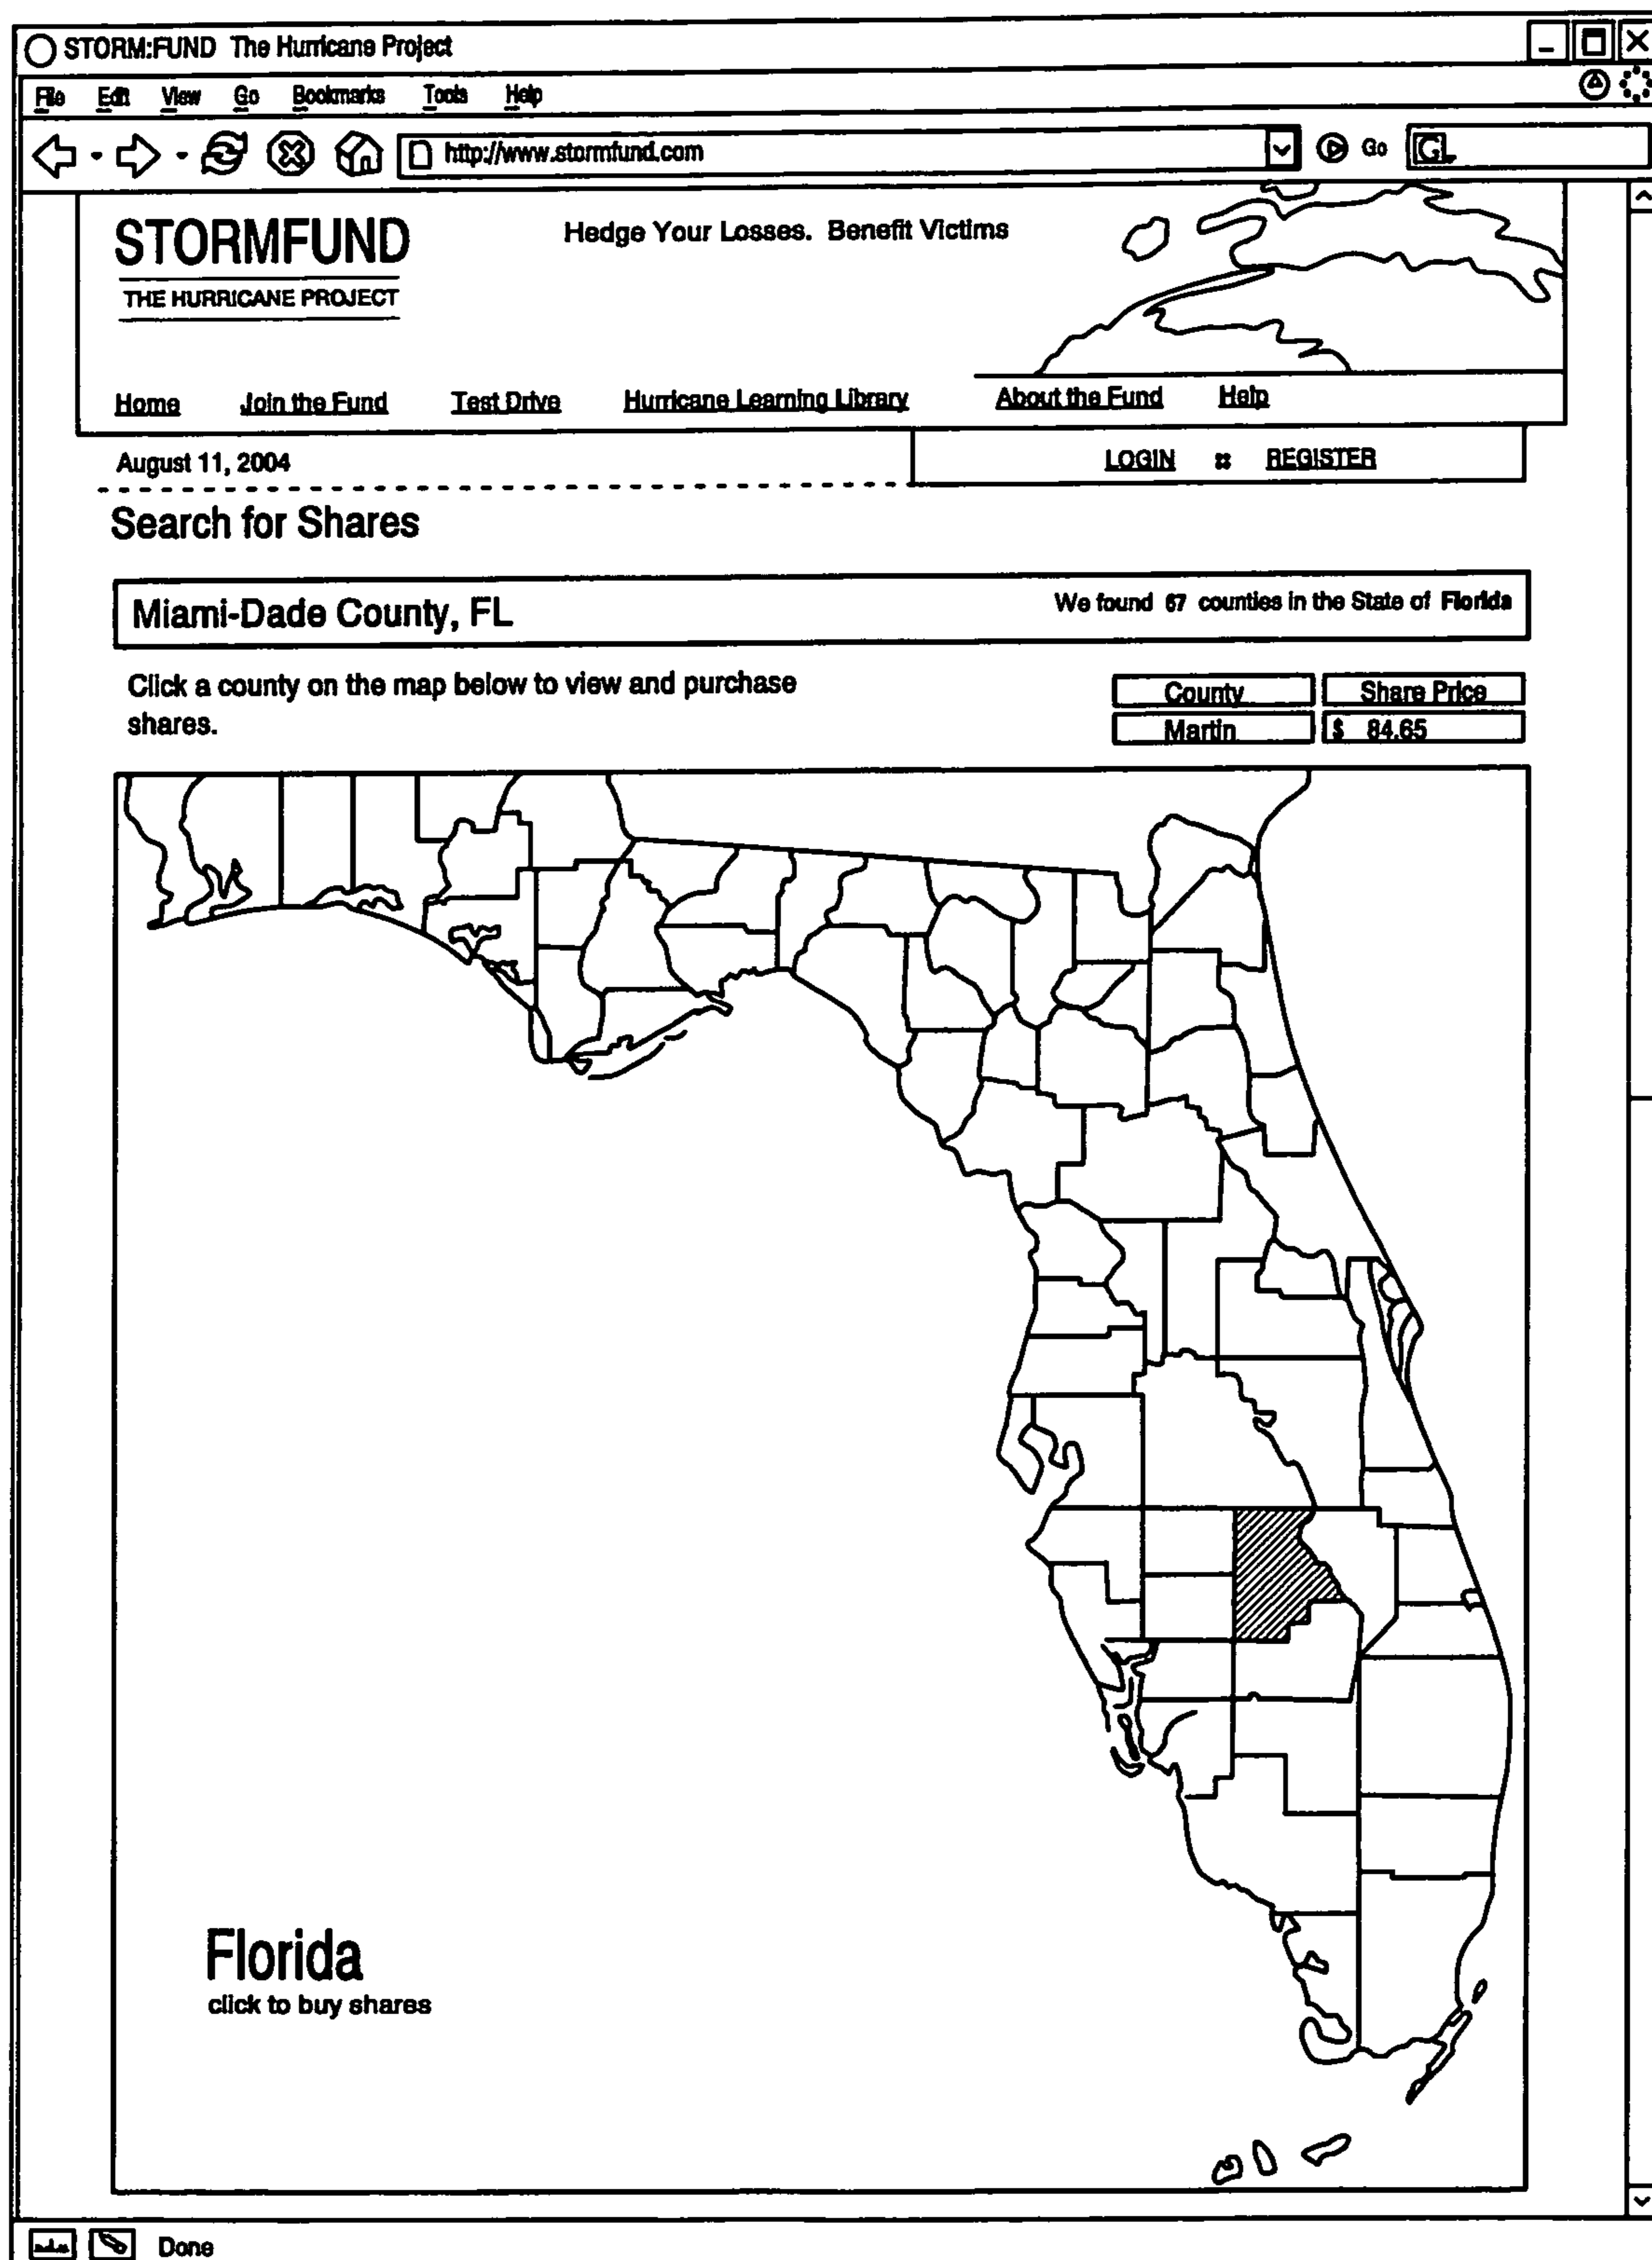 STORM:FUND The Hurricane Project
File Edit View Go Bookmarks Tools Help
http://www.stormfund.com Go G
STORMFUND
Hedge Your Losses. Benefit Victims
THE HURRICANE PROJECT
Home Join the Fund Test Drive Hurricane Learning Library About the Fund Help
August 11, 2004
LOGIN :: REGISTER
Search for Shares
Miami-Dade County, FL
We found 67 counties in the State of Florida
Click a county on the map below to view and purchase
shares.
County Share Price
Martin $ 84.65
Florida
click to buy shares
Done